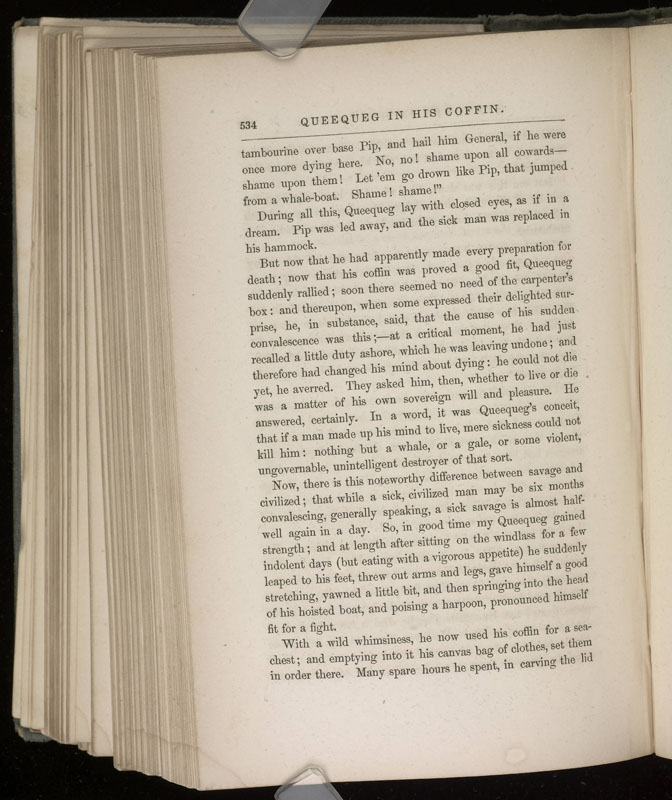 534 QUEEQUEG IN HIS COFFIN.
tambourine over base Pip, and hail him General, if he were
once more dying here. No, no! shame upon all cowards—
shame upon them! Let 'em go drown like Pip, that jumped
from a whale-boat. Shame! shame!"
During all this, Queequeg lay with closed eyes, as if in a
dream. Pip was led away, and the sick man was replaced in
his hammock.
But now that he had apparently made every preparation for
death; now that his coffin was proved a good fit, Queequeg
suddenly rallied; soon there seemed no need of the carpenter's
box: and thereupon, when some expressed their delighted sur-
prise, he, in substance, said, that the cause of his sudden
convalescence was this;—at a critical moment, he had just
recalled a little duty ashore, which he was leaving undone; and
therefore had changed his mind about dying: he could not die
yet, he averred. They asked him, then, whether to live or die
was a matter of his own sovereign will and pleasure. He
answered, certainly. In a word, it was Queequeg's conceit,
that if a man made up his mind to live, mere sickness could not
kill him: nothing but a whale, or a gale, or some violent,
ungovernable, unintelligent destroyer of that sort.
Now, there is this noteworthy difference between savage and
civilized; that while a sick, civilized man may be six months
convalescing, generally speaking, a sick savage is almost half-
well again in a day. So, in good time my Queequeg gained
strength; and at length after sitting on the windlass for a few
indolent days (but eating with a vigorous appetite) he suddenly
leaped to his feet, threw out arms and legs, gave himself a good
stretching, yawned a little bit, and then springing into the head
of his hoisted boat, and poising a harpoon, pronounced himself
fit for a fight.
With a wild whimsiness, he now used his coffin for a sea-
chest; and emptying into it his canvas bag of clothes, set them
in order there. Many spare hours he spent, in carving the lid